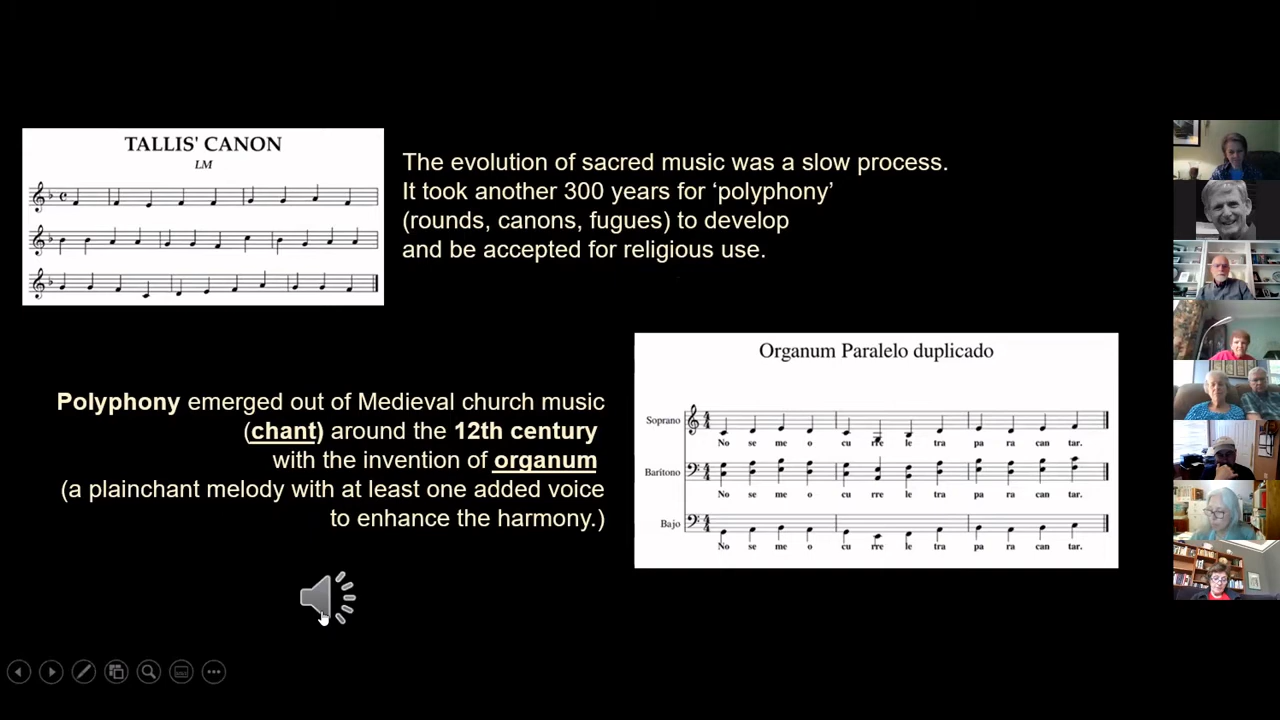 TALLIS' CANON
LM
The evolution of sacred music was a slow process.
It took another 300 years for ‘polyphony’
(rounds, canons, fugues) to develop
and be accepted for religious use.
Polyphony emerged out of Medieval church music
(chant) around the 12th century
with the invention of organum
(a plainchant melody with at least one added voice
to enhance the harmony.)
Organum Paralelo duplicado
Soprano
No se me o cu rre le tra pa ra can tar.
Barítono
No se me o cu rre le tra pa ra can tar.
Bajo
No se me o cu rre le tra pa ra can tar.